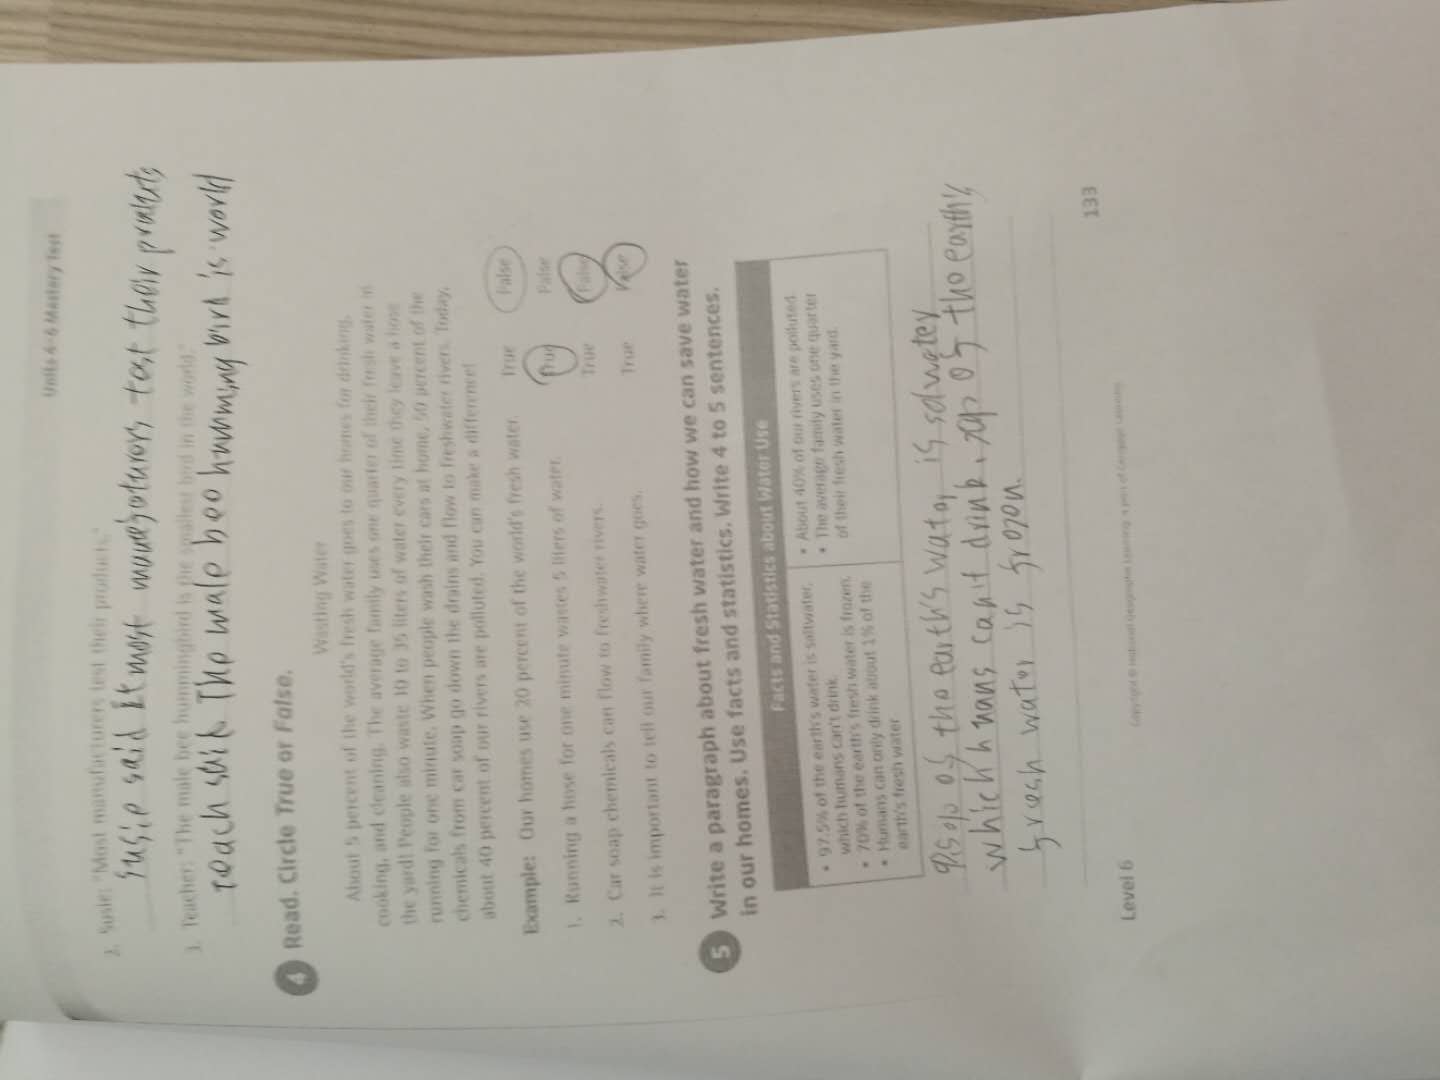 Units 4–6 Mastery Test
2. Susie: "Most manufacturers test their products."
susie said most manugoturors test their
3. Teacher: "The male bee hummingbird is the smallest bird in the world."
said The male bee humming is world
4 Read. Circle True or False.
Wasting Water
About 5 percent of the world's fresh water goes to our homes for drinking,
cooking, and cleaning. The average family uses one quarter of their fresh water in
the yard! People also waste 10 to 35 liters of water every time they leave a hose
running for one minute. When people wash their cars at home, 50 percent of the
chemicals from car soap go down the drains and flow to freshwater rivers. Today,
about 40 percent of our rivers are polluted. You can make a difference!
Example: Our homes use 20 percent of the world's fresh water. True False
1. Running a hose for one minute wastes 5 liters of water. True False
2. Car soap chemicals can flow to freshwater rivers. True False
3. It is important to tell our family where water goes. True False
5 Write a paragraph about fresh water and how we can save water
in our homes. Use facts and statistics. Write 4 to 5 sentences.
Facts and Statistics about Water Use
• 97.5% of the earth's water is saltwater,
which humans can't drink.
• 70% of the earth's fresh water is frozen.
• Humans can only drink about 1% of the
earth's fresh water
• About 40% of our rivers are polluted.
• The average family uses one quarter
of their fresh water in the yard.
of the earth's water is
which humans can't drink. of the earth's
fresh water is frozen.
Level 6
Copyright © National Geographic Learning, a part of Cengage Learning
133